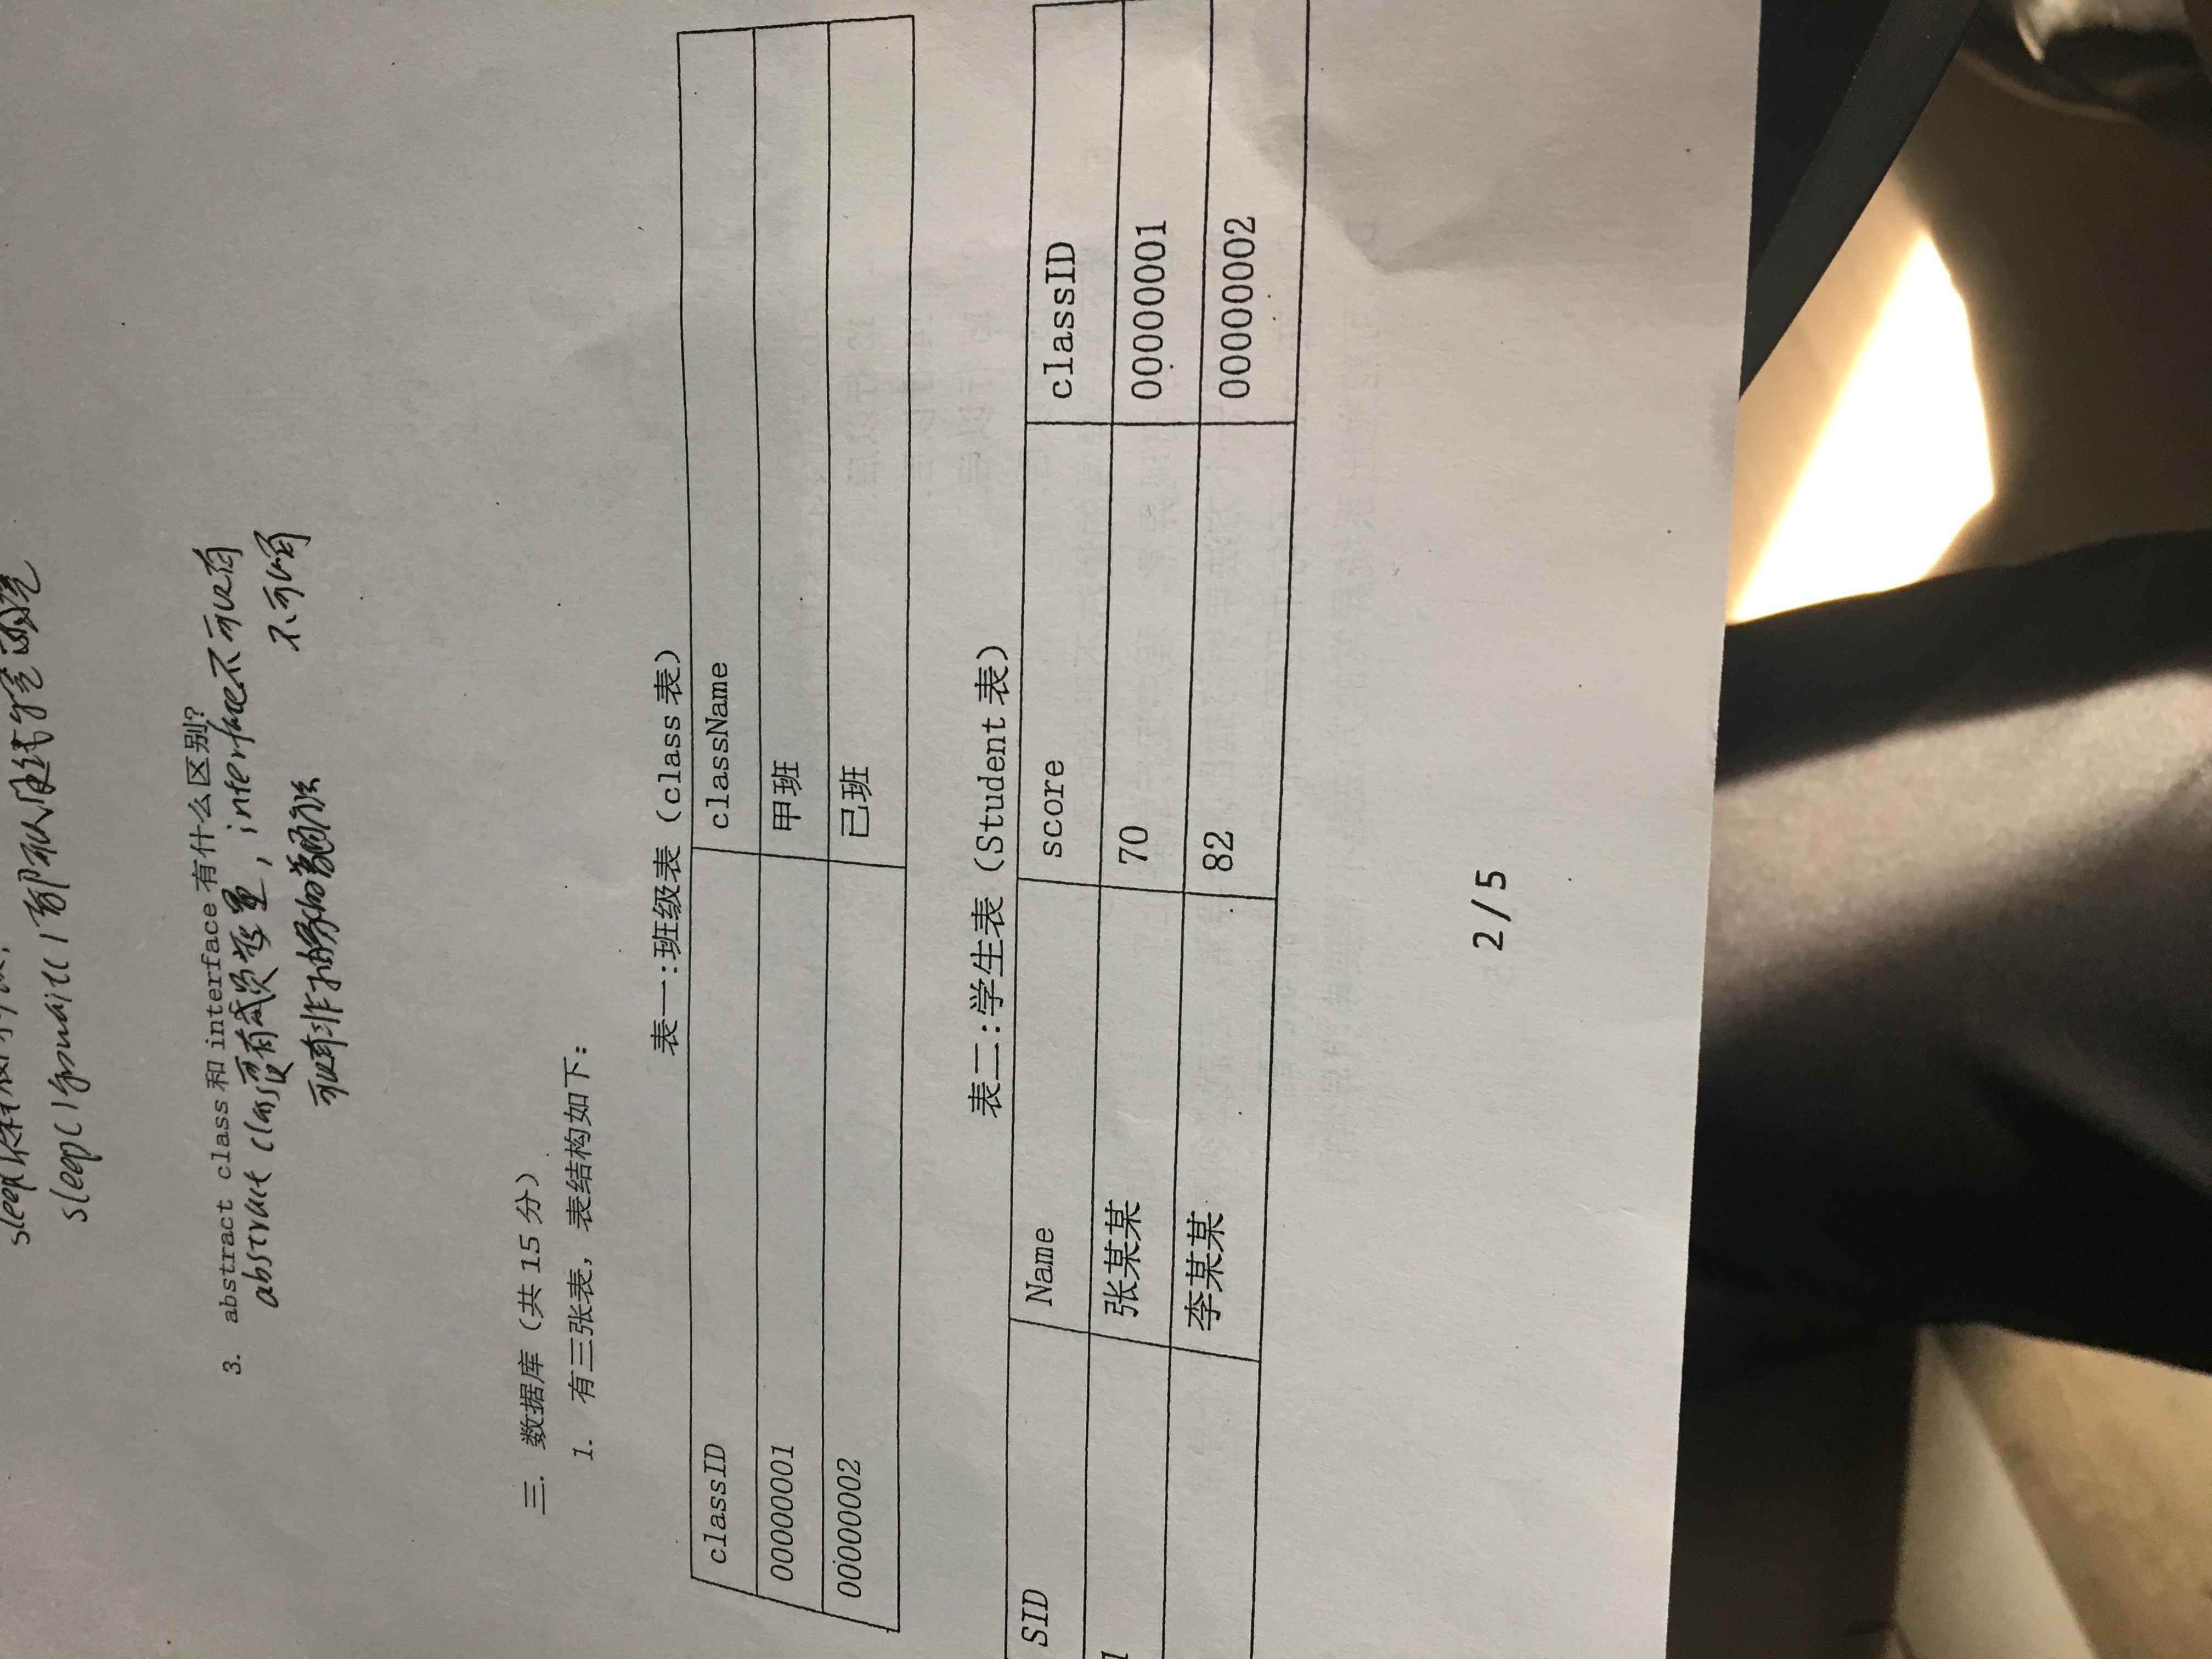 sleep(
sleep()和wait()都可以使线程
3. abstract class 和 interface 有什么区别?
abstract class可以有成员变量, interface不可以有
可以有非抽象的普通方法 不可以有
三. 数据库（共 15 分）
1. 有三张表，表结构如下：
表一:班级表（class 表）
classID className
00000001 甲班
00000002 己班
表二:学生表（Student 表）
SID Name score classID
1 张某某 70 00000001
李某某 82 00000002
2/5